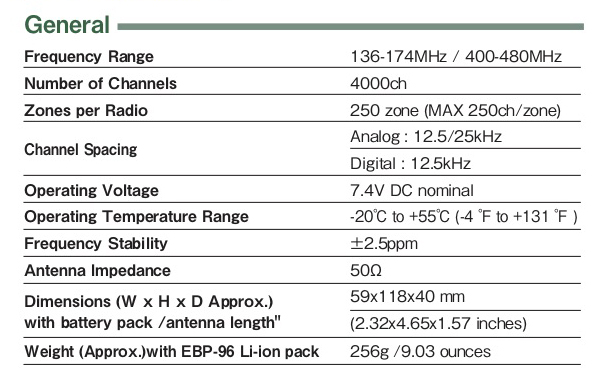 General
Frequency Range 136-174MHz / 400-480MHz
Number of Channels 4000ch
Zones per Radio 250 zone (MAX 250ch/zone)
Channel Spacing Analog : 12.5/25kHz
Digital : 12.5kHz
Operating Voltage 7.4V DC nominal
Operating Temperature Range -20℃ to +55℃ (-4 ˚F to +131 ˚F )
Frequency Stability ±2.5ppm
Antenna Impedance 50Ω
Dimensions (W x H x D Approx.) 59x118x40 mm
with battery pack /antenna length" (2.32x4.65x1.57 inches)
Weight (Approx.)with EBP-96 Li-ion pack 256g /9.03 ounces